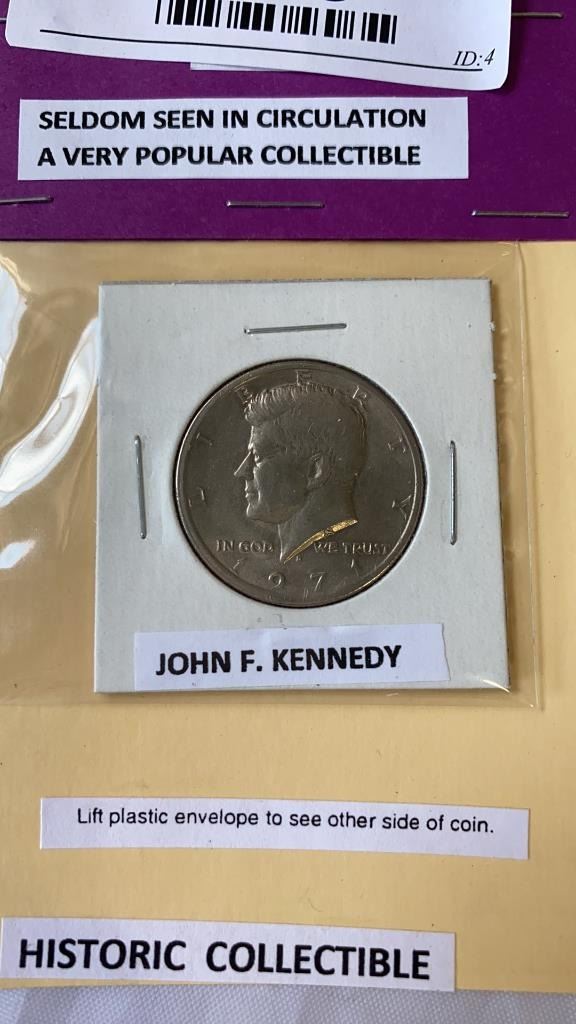 ID:4
SELDOM SEEN IN CIRCULATION
A VERY POPULAR COLLECTIBLE
LIBERTY
IN GOD WE TRUST
1971
JOHN F. KENNEDY
Lift plastic envelope to see other side of coin.
HISTORIC COLLECTIBLE